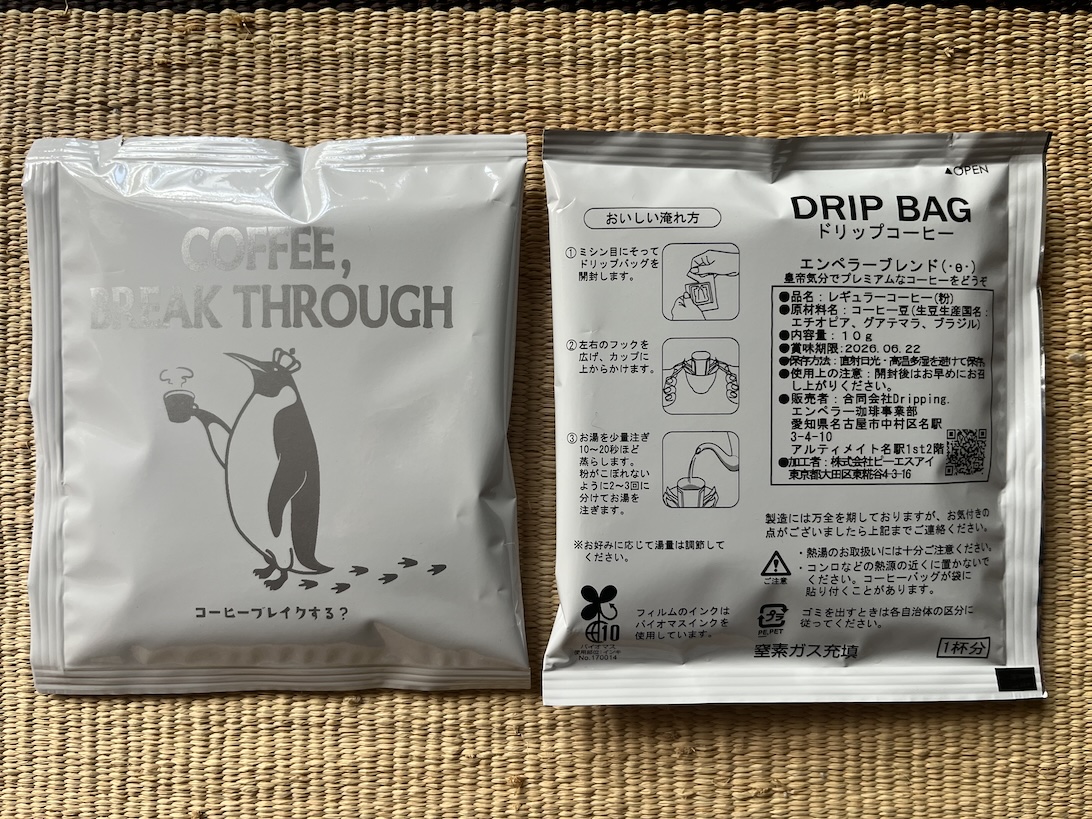 COFFEE,
BREAK THROUGH
コーヒーブレイクする?
▲OPEN
おいしい淹れ方
①ミシン目にそって
ドリップバッグを
開封します。
②左右のフックを
広げ、カップに
上からかけます。
③お湯を少量注ぎ
10〜20秒ほど
蒸らします。
粉がこぼれない
ように2〜3回に
分けてお湯を
注ぎます。
※お好みに応じて湯量は調節して
ください。
10
バイオマス
No.170014
フィルムのインクは
バイオマスインクを
使用しています。
DRIP BAG
ドリップコーヒー
エンペラーブレンド(・θ・)
皇帝気分でプレミアムなコーヒーをどうぞ
●品名:レギュラーコーヒー(粉)
●原材料名:コーヒー豆(生豆生産国名:
エチオピア、グアテマラ、ブラジル)
●内容量:10g
●賞味期限:2026.06.22
●保存方法:直射日光・高温多湿を避けて保存
●使用上の注意:開封後はお早めにお召
し上がりください。
●販売者:合同会社Dripping.
エンペラー珈琲事業部
愛知県名古屋市中村区名駅
3-4-10
アルティメイト名駅1st2階
●加工者:株式会社ピーエスアイ
東京都大田区東糀谷4-3-16
製造には万全を期しておりますが、お気付きの
点がございましたら上記までご連絡ください。
ご注意
・熱湯のお取扱いには十分ご注意ください。
・コンロなどの熱源の近くに置かないで
ください。コーヒーバッグが袋に
貼り付くことがあります。
プラ
PE,PET
ゴミを出すときは各自治体の区分に
従ってください。
窒素ガス充填
1杯分